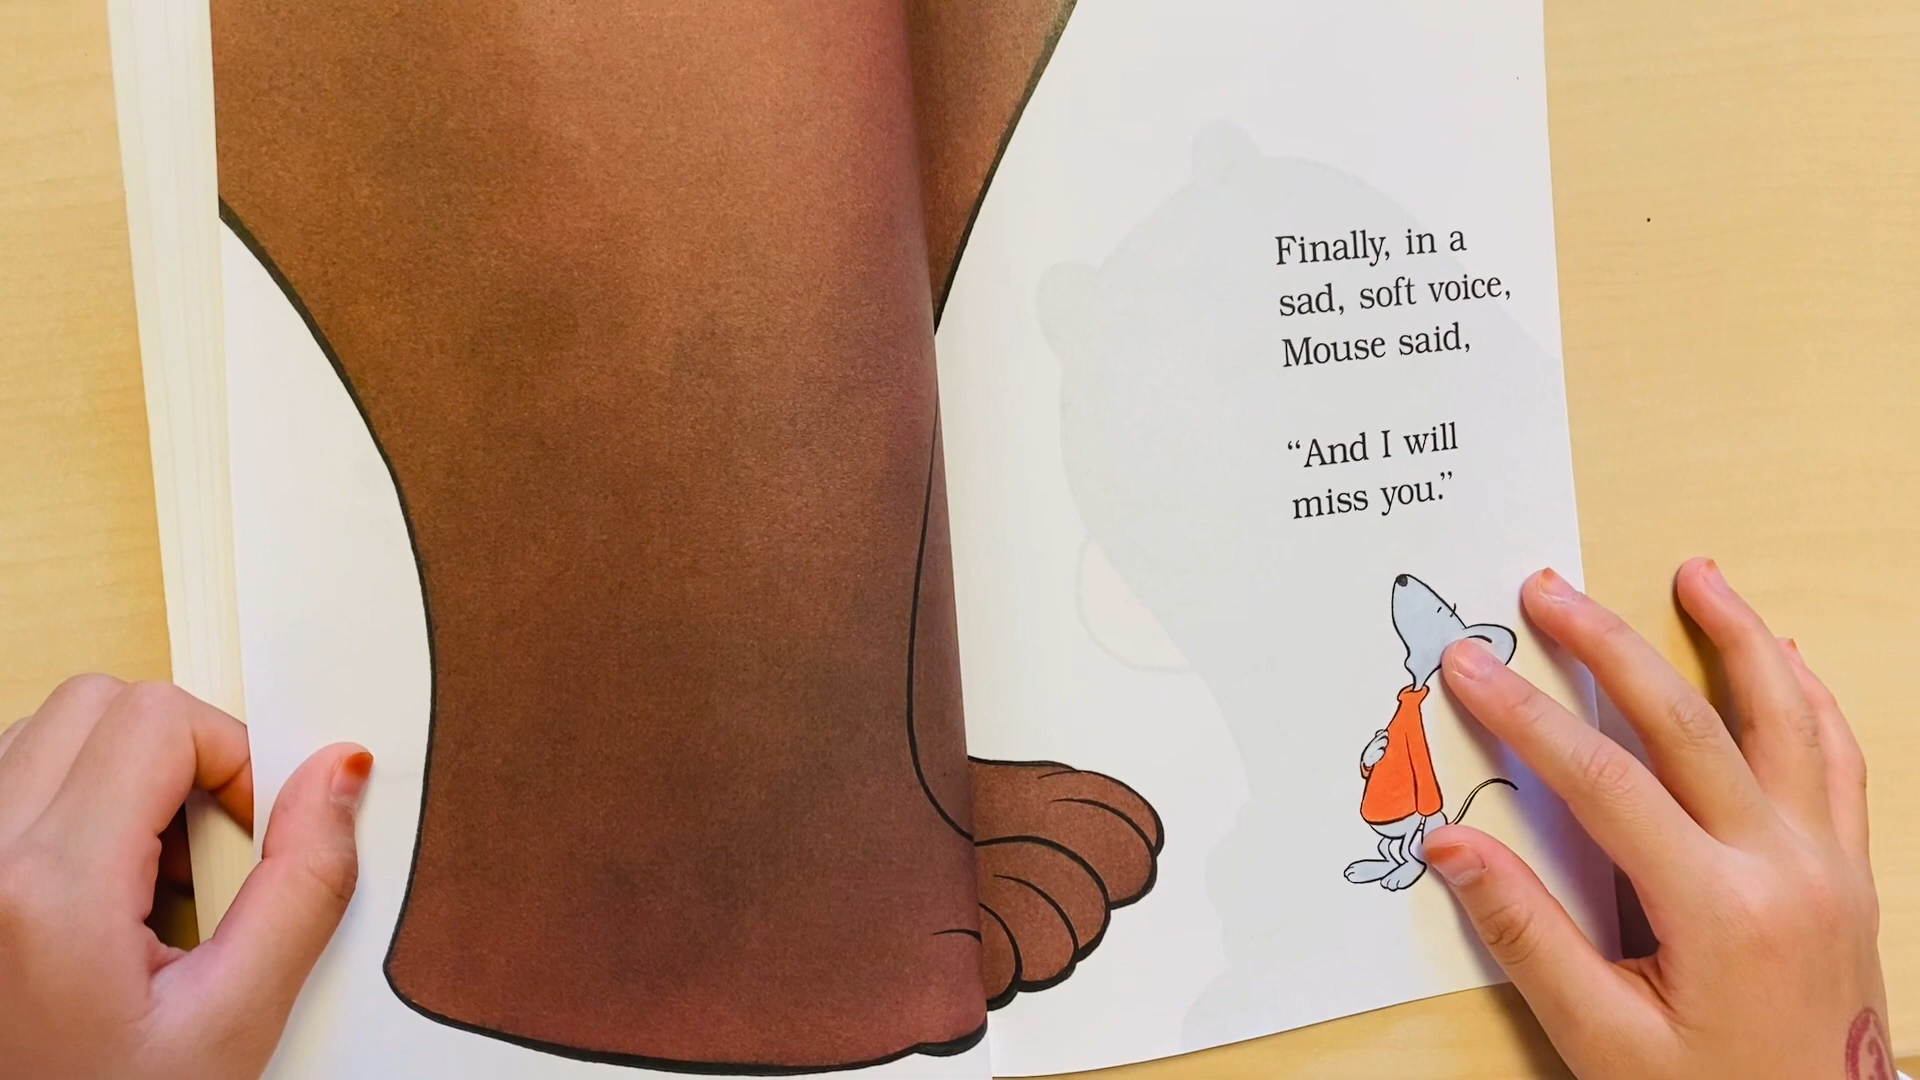 Finally, in a
sad, soft voice,
Mouse said,
“And I will
miss you.”